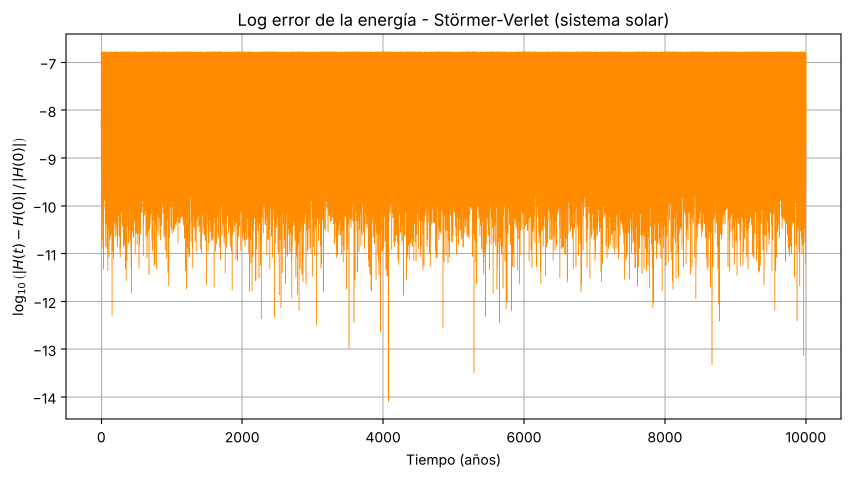 Log error de la energía - Störmer-Verlet (sistema solar)
log₁₀ (|H(t) − H(0)| / |H(0)|)
−7
−8
−9
−10
−11
−12
−13
−14
0 2000 4000 6000 8000 10000
Tiempo (años)